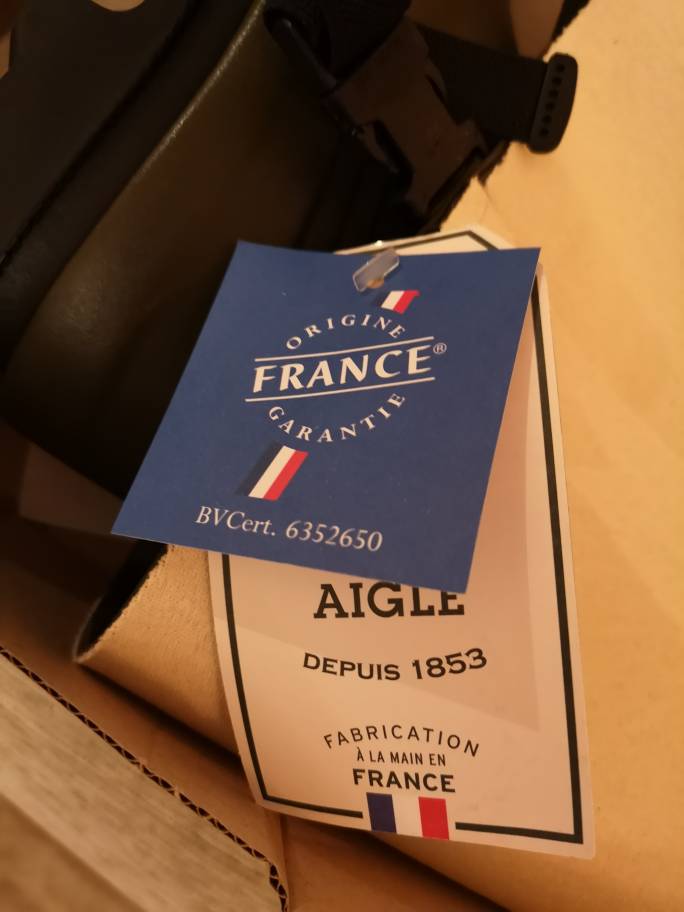 ORIGINE
FRANCE®
GARANTIE
BVCert. 6352650
AIGLE
DEPUIS 1853
FABRICATION
À LA MAIN EN
FRANCE